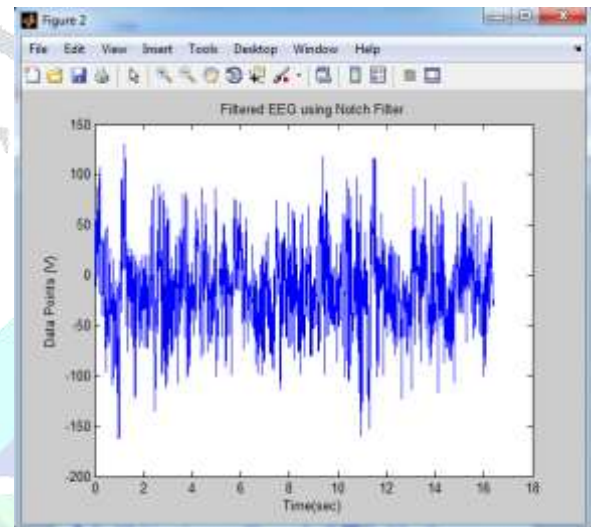 Figure 2
File Edit View Insert Tools Desktop Window Help
Filtered EEG using Notch Filter
150
100
50
0
-50
-100
-150
-200
Data Points (V)
0 2 4 6 8 10 12 14 16 18
Time(sec)